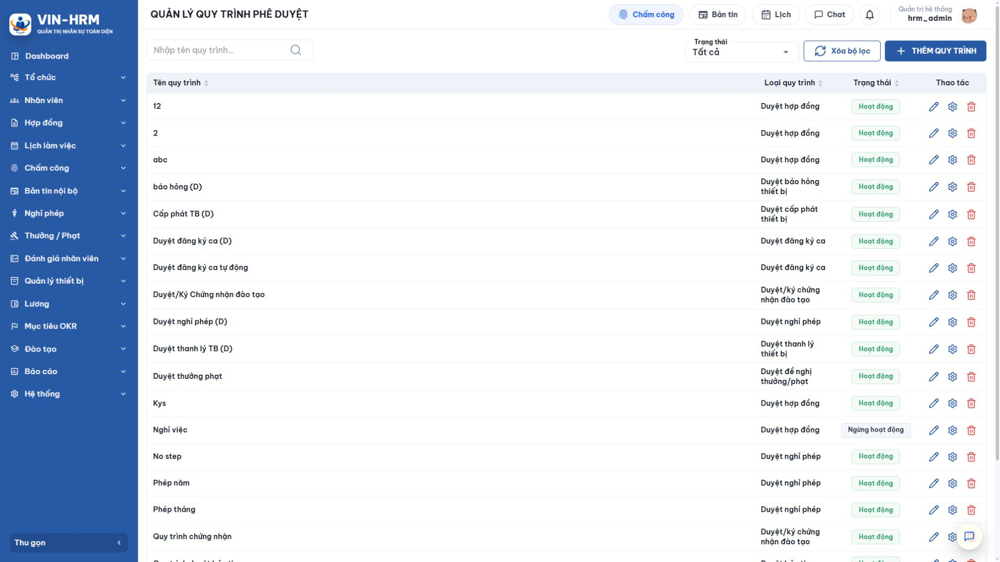 VIN-HRM
QUẢN TRỊ NHÂN SỰ TOÀN DIỆN
Dashboard
Tổ chức
Nhân viên
Hợp đồng
Lịch làm việc
Chấm công
Bản tin nội bộ
Nghỉ phép
Thưởng / Phạt
Đánh giá nhân viên
Quản lý thiết bị
Lương
Mục tiêu OKR
Đào tạo
Báo cáo
Hệ thống
Thu gọn
QUẢN LÝ QUY TRÌNH PHÊ DUYỆT
Chấm công
Bản tin
Lịch
Chat
Quản trị hệ thống
hrm_admin
Nhập tên quy trình...
Trạng thái
Tất cả
Xóa bộ lọc
THÊM QUY TRÌNH
Tên quy trình Loại quy trình Trạng thái Thao tác
12 Duyệt hợp đồng Hoạt động
2 Duyệt hợp đồng Hoạt động
abc Duyệt hợp đồng Hoạt động
báo hỏng (D) Duyệt báo hỏng thiết bị Hoạt động
Cấp phát TB (D) Duyệt cấp phát thiết bị Hoạt động
Duyệt đăng ký ca (D) Duyệt đăng ký ca Hoạt động
Duyệt đăng ký ca tự động Duyệt đăng ký ca Hoạt động
Duyệt/Ký Chứng nhận đào tạo Duyệt/ký chứng nhận đào tạo Hoạt động
Duyệt nghỉ phép (D) Duyệt nghỉ phép Hoạt động
Duyệt thanh lý TB (D) Duyệt thanh lý thiết bị Hoạt động
Duyệt thưởng phạt Duyệt đề nghị thưởng/phạt Hoạt động
Kys Duyệt hợp đồng Hoạt động
Nghỉ việc Duyệt hợp đồng Ngừng hoạt động
No step Duyệt nghỉ phép Hoạt động
Phép năm Duyệt nghỉ phép Hoạt động
Phép tháng Duyệt nghỉ phép Hoạt động
Quy trình chứng nhận Duyệt/ký chứng nhận đào tạo Hoạt động